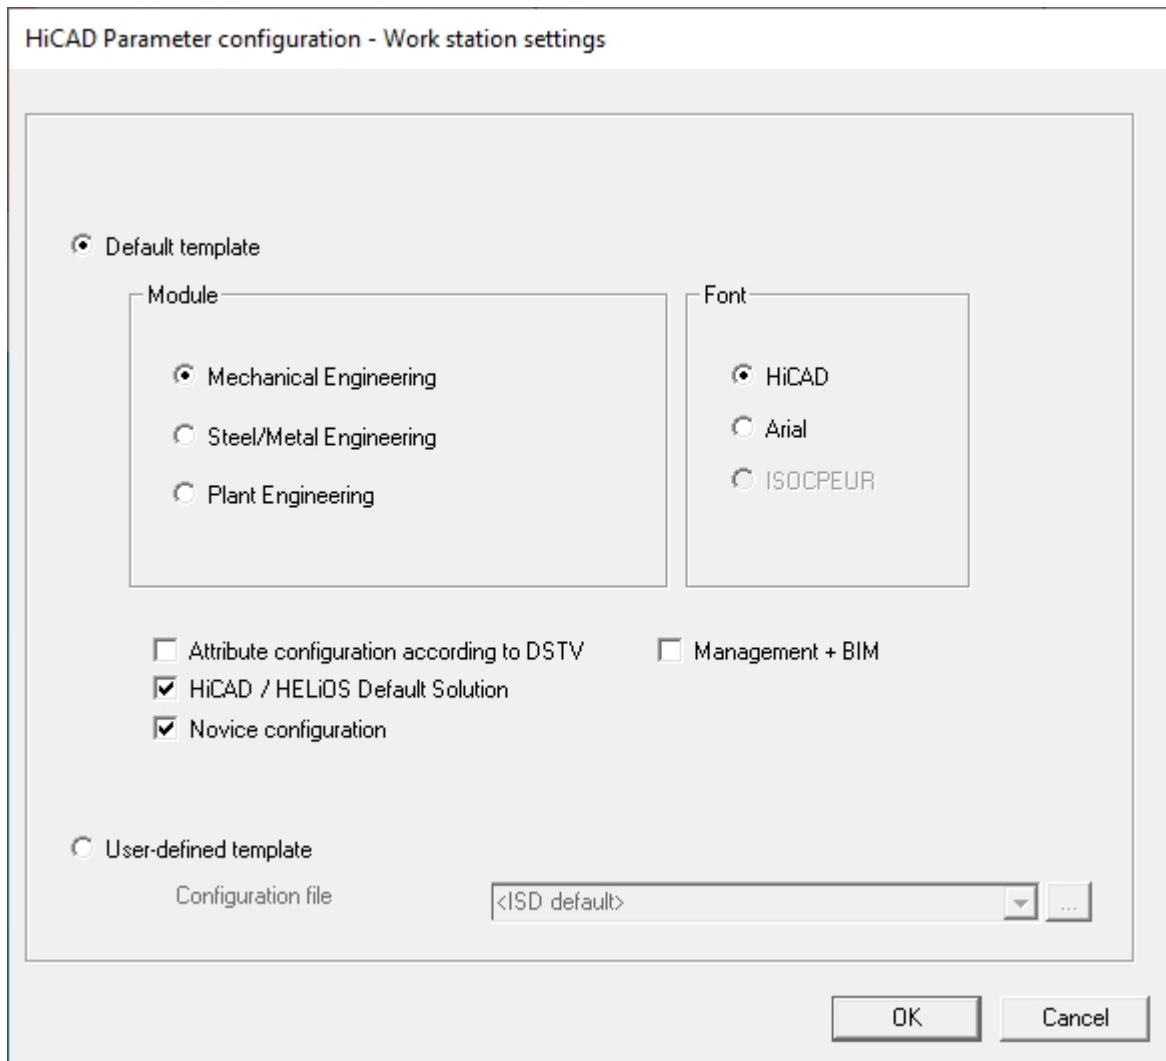 HiCAD Parameter configuration - Work station settings
Default template
Module
Font
Mechanical Engineering
HiCAD
Steel/Metal Engineering
Arial
Plant Engineering
ISOCPEUR
Attribute configuration according to DSTV
Management + BIM
HiCAD / HELiOS Default Solution
Novice configuration
User-defined template
Configuration file
<ISD default>
...
OK
Cancel